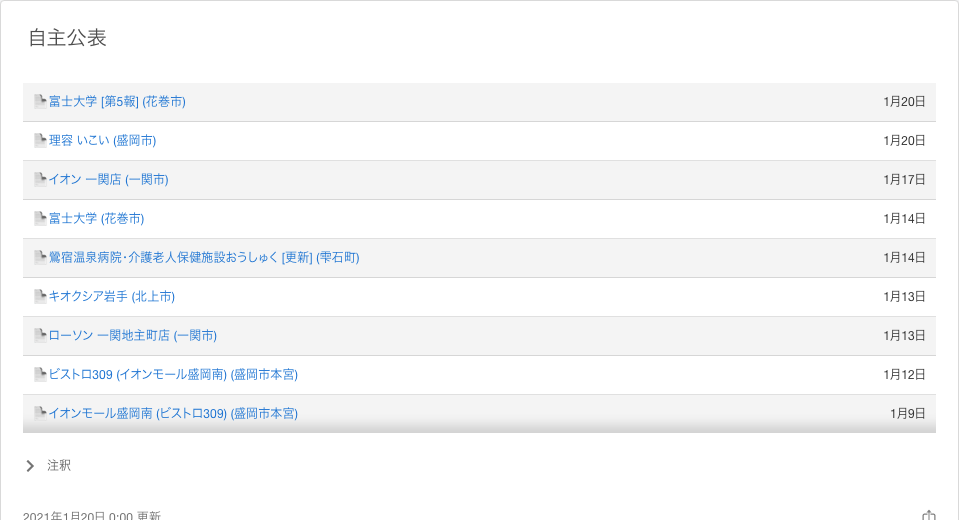 自主公表
富士大学 [第5報] (花巻市) 1月20日
理容 いこい (盛岡市) 1月20日
イオン 一関店 (一関市) 1月17日
富士大学 (花巻市) 1月14日
鶯宿温泉病院・介護老人保健施設おうしゅく [更新] (雫石町) 1月14日
キオクシア岩手 (北上市) 1月13日
ローソン 一関地主町店 (一関市) 1月13日
ビストロ309 (イオンモール盛岡南) (盛岡市本宮) 1月12日
イオンモール盛岡南 (ビストロ309) (盛岡市本宮) 1月9日
注釈
2021年1月20日 0:00 更新